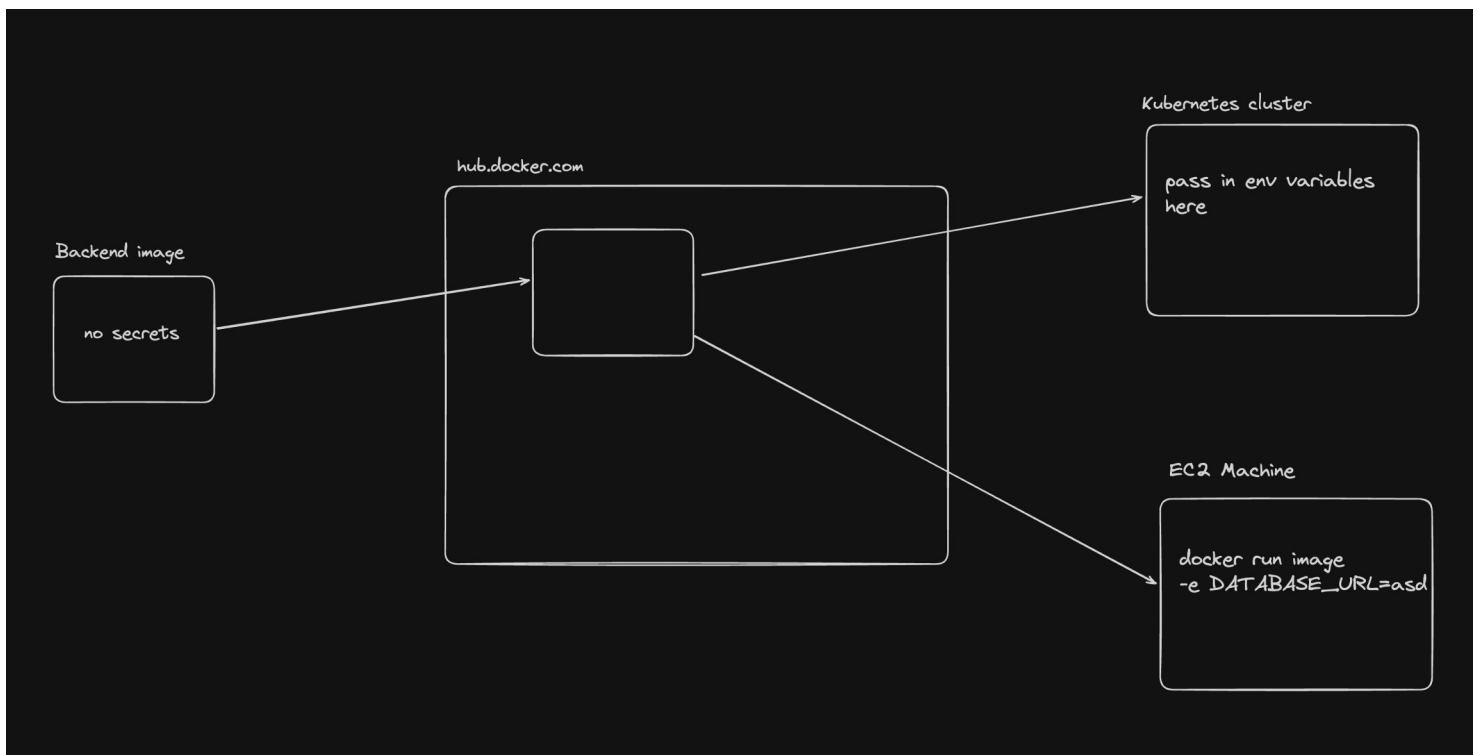 Kubernetes cluster
pass in env variables
here
hub.docker.com
Backend image
no secrets
EC2 Machine
docker run image
-e DATABASE_URL=asd